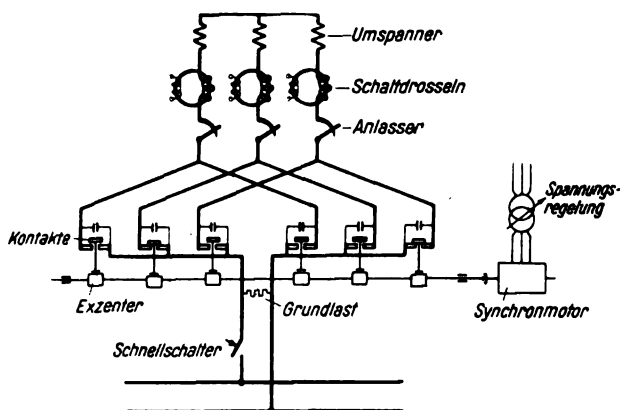 Umspanner
Schaltdrosseln
Anlasser
Spannungs-
regelung
Kontakte
Exzenter
Grundlast
Synchronmotor
Schnellschalter